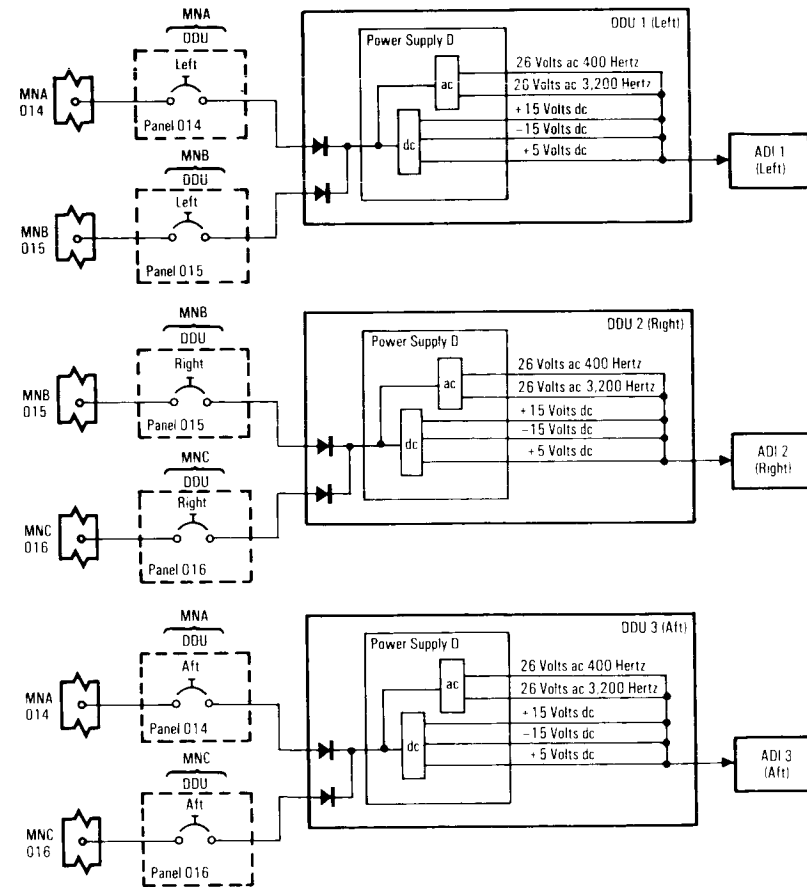 MNA
DDU
Left
MNA
014
Panel 014
MNB
DDU
Left
MNB
015
Panel 015
DDU 1 (Left)
Power Supply D
ac
dc
26 Volts ac 400 Hertz
26 Volts ac 3,200 Hertz
+15 Volts dc
−15 Volts dc
+5 Volts dc
ADI 1
(Left)
MNB
DDU
Right
MNB
015
Panel 015
MNC
DDU
Right
MNC
016
Panel 016
DDU 2 (Right)
Power Supply D
ac
dc
26 Volts ac 400 Hertz
26 Volts ac 3,200 Hertz
+15 Volts dc
−15 Volts dc
+5 Volts dc
ADI 2
(Right)
MNA
DDU
Aft
MNA
014
Panel 014
MNC
DDU
Aft
MNC
016
Panel 016
DDU 3 (Aft)
Power Supply D
ac
dc
26 Volts ac 400 Hertz
26 Volts ac 3,200 Hertz
+15 Volts dc
−15 Volts dc
+5 Volts dc
ADI 3
(Aft)